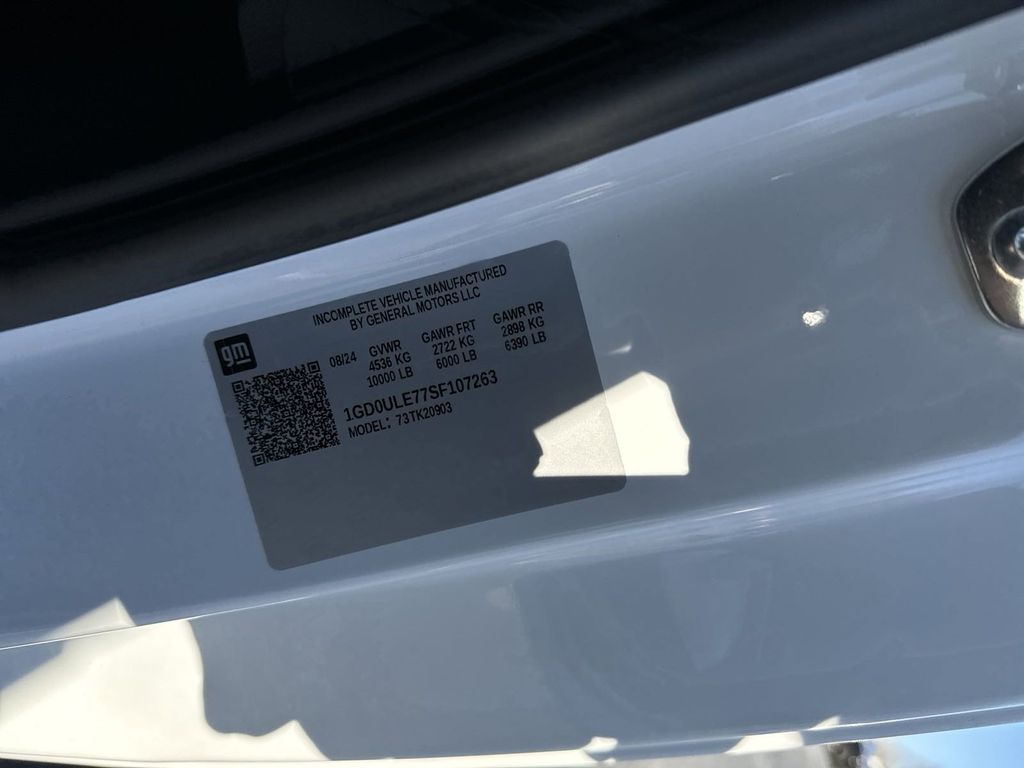 INCOMPLETE VEHICLE MANUFACTURED
BY GENERAL MOTORS LLC
gm
08/24 GVWR GAWR FRT GAWR RR
4536 KG 2722 KG 2898 KG
10000 LB 6000 LB 6390 LB
1GD0ULE77SF107263
MODEL: 73TK20903